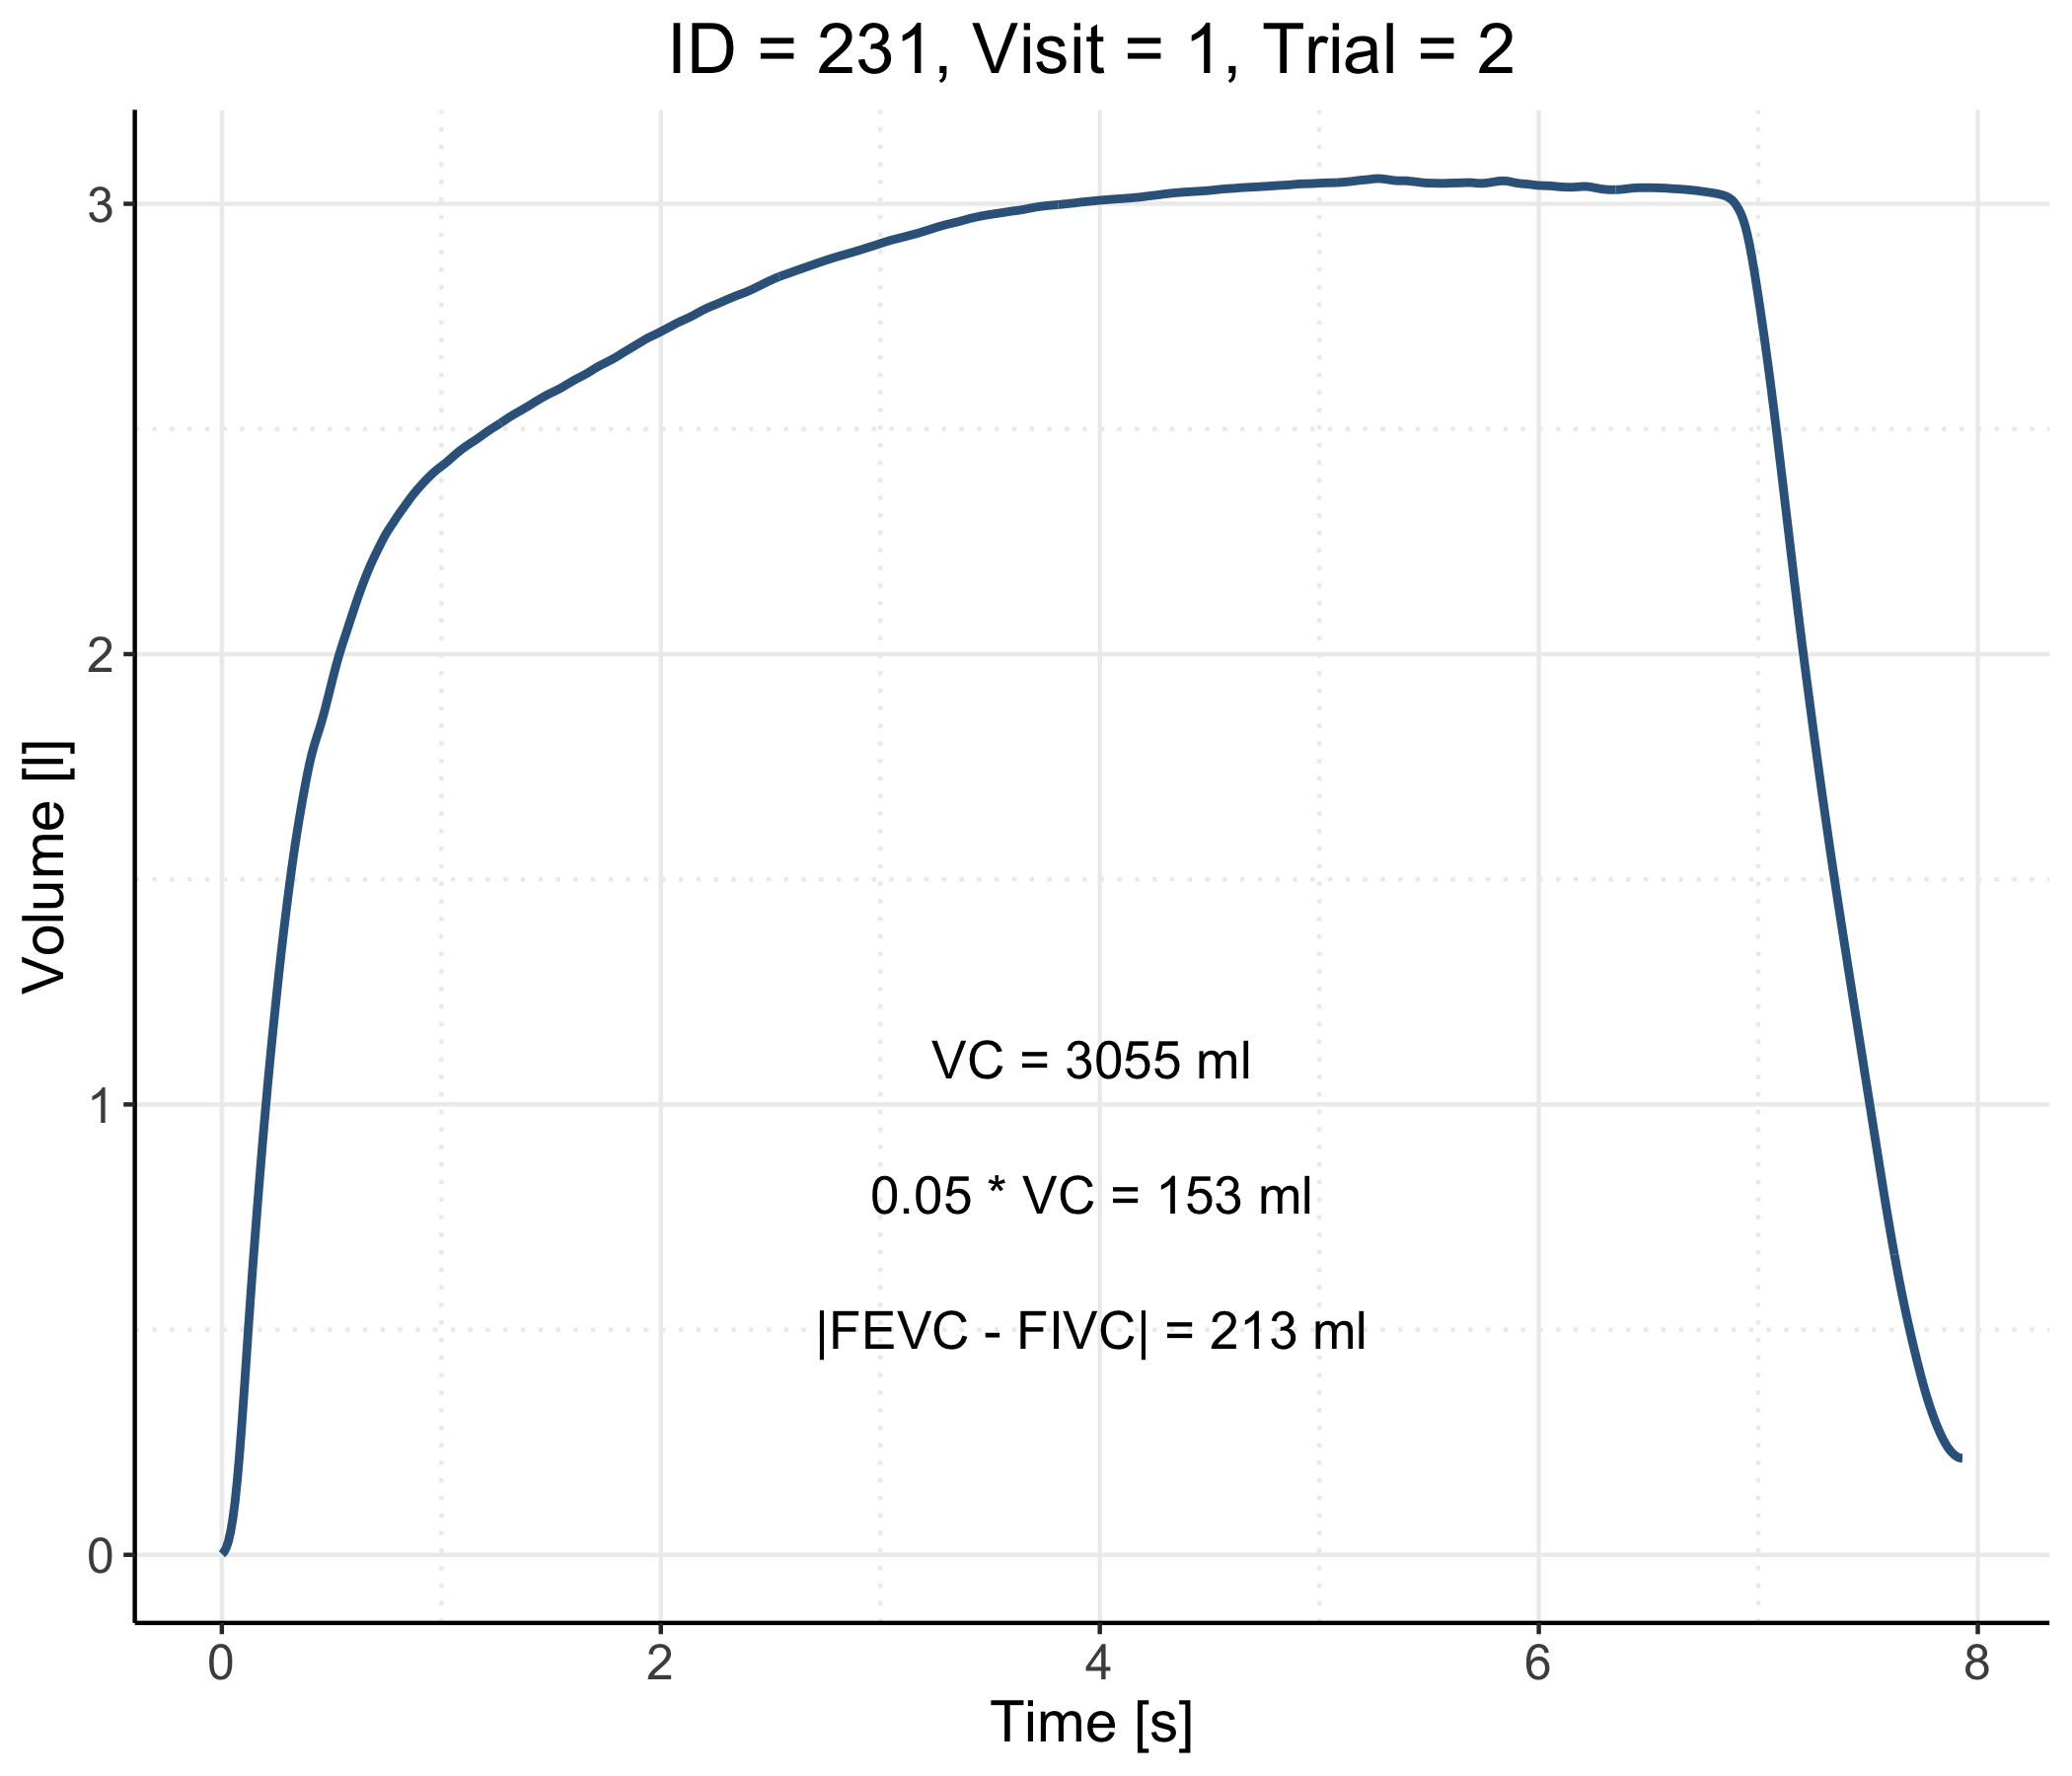 ID = 231, Visit = 1, Trial = 2
Volume [l]
3
2
1
0
VC = 3055 ml
0.05 * VC = 153 ml
|FEVC - FIVC| = 213 ml
0 2 4 6 8
Time [s]